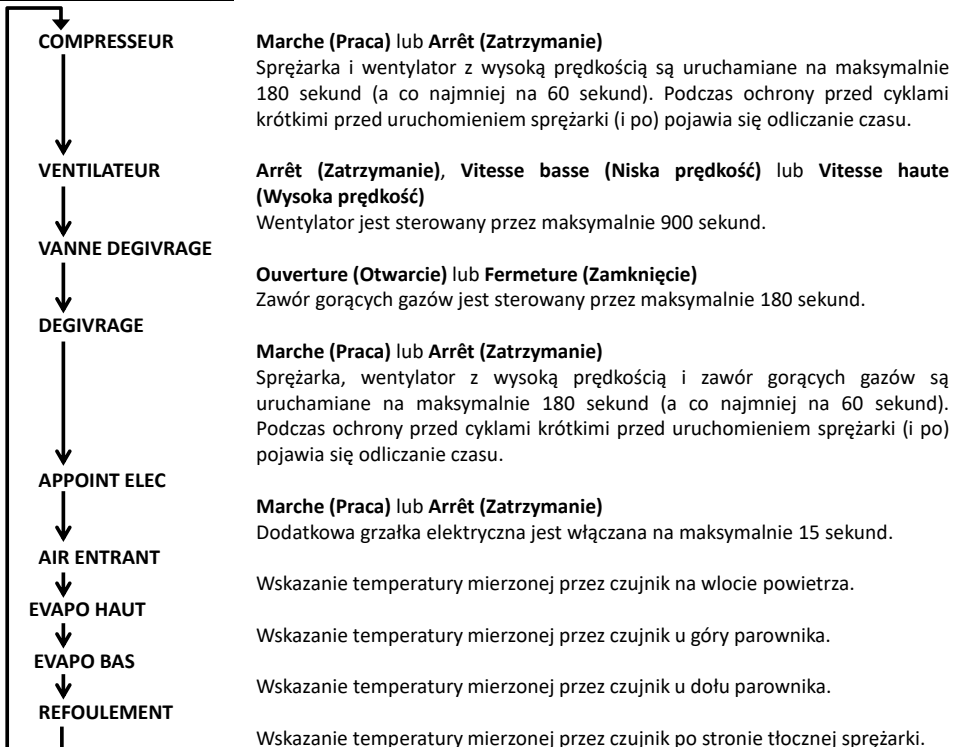 COMPRESSEUR
Marche (Praca) lub Arrêt (Zatrzymanie)
Sprężarka i wentylator z wysoką prędkością są uruchamiane na maksymalnie
180 sekund (a co najmniej na 60 sekund). Podczas ochrony przed cyklami
krótkimi przed uruchomieniem sprężarki (i po) pojawia się odliczanie czasu.
VENTILATEUR
Arrêt (Zatrzymanie), Vitesse basse (Niska prędkość) lub Vitesse haute
(Wysoka prędkość)
Wentylator jest sterowany przez maksymalnie 900 sekund.
VANNE DEGIVRAGE
Ouverture (Otwarcie) lub Fermeture (Zamknięcie)
Zawór gorących gazów jest sterowany przez maksymalnie 180 sekund.
DEGIVRAGE
Marche (Praca) lub Arrêt (Zatrzymanie)
Sprężarka, wentylator z wysoką prędkością i zawór gorących gazów są
uruchamiane na maksymalnie 180 sekund (a co najmniej na 60 sekund).
Podczas ochrony przed cyklami krótkimi przed uruchomieniem sprężarki (i po)
pojawia się odliczanie czasu.
APPOINT ELEC
Marche (Praca) lub Arrêt (Zatrzymanie)
Dodatkowa grzałka elektryczna jest włączana na maksymalnie 15 sekund.
AIR ENTRANT
Wskazanie temperatury mierzonej przez czujnik na wlocie powietrza.
EVAPO HAUT
Wskazanie temperatury mierzonej przez czujnik u góry parownika.
EVAPO BAS
Wskazanie temperatury mierzonej przez czujnik u dołu parownika.
REFOULEMENT
Wskazanie temperatury mierzonej przez czujnik po stronie tłocznej sprężarki.